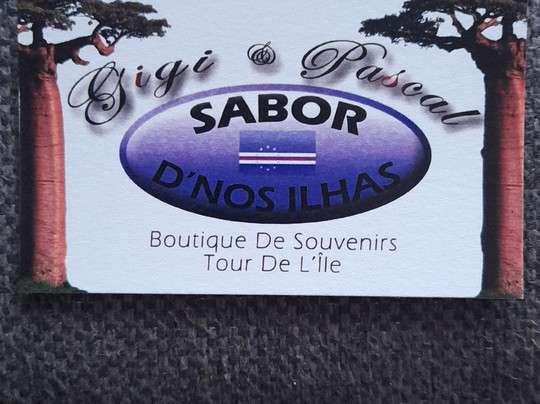 Gigi & Pascal
SABOR
D'NOS ILHAS
Boutique De Souvenirs
Tour De L'Île